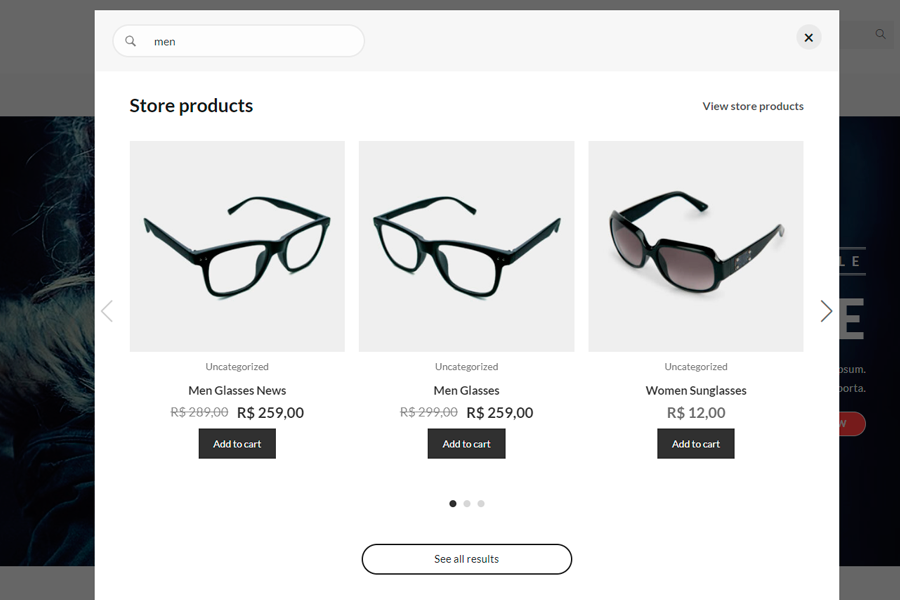 men
Store products
View store products
Uncategorized
Men Glasses News
R$ 289,00 R$ 259,00
Add to cart
Uncategorized
Men Glasses
R$ 299,00 R$ 259,00
Add to cart
Uncategorized
Women Sunglasses
R$ 12,00
Add to cart
See all results
LE
E
psum.
porta.
W